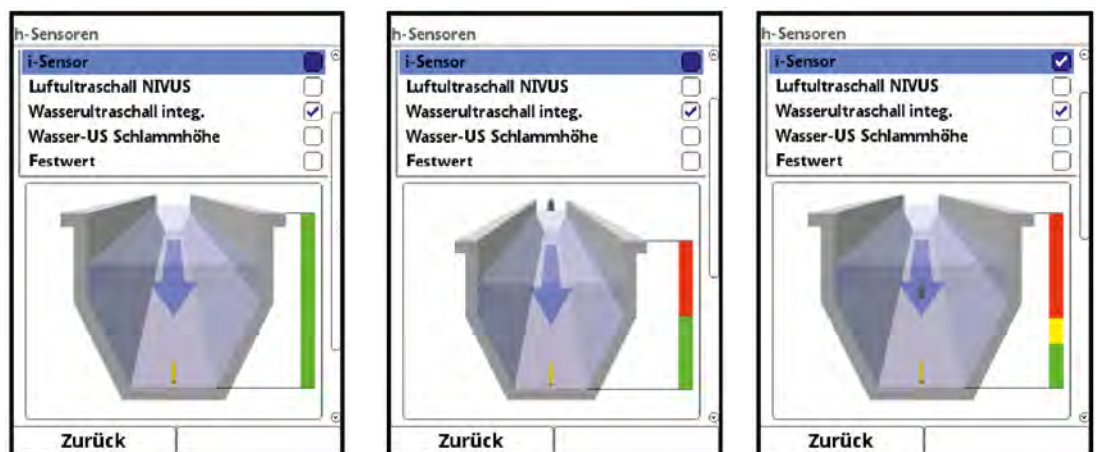 h-Sensoren
i-Sensor
Luftultraschall NIVUS
Wasserultraschall integ.
Wasser-US Schlammhöhe
Festwert
Zurück
h-Sensoren
i-Sensor
Luftultraschall NIVUS
Wasserultraschall integ.
Wasser-US Schlammhöhe
Festwert
Zurück
h-Sensoren
i-Sensor
Luftultraschall NIVUS
Wasserultraschall integ.
Wasser-US Schlammhöhe
Festwert
Zurück